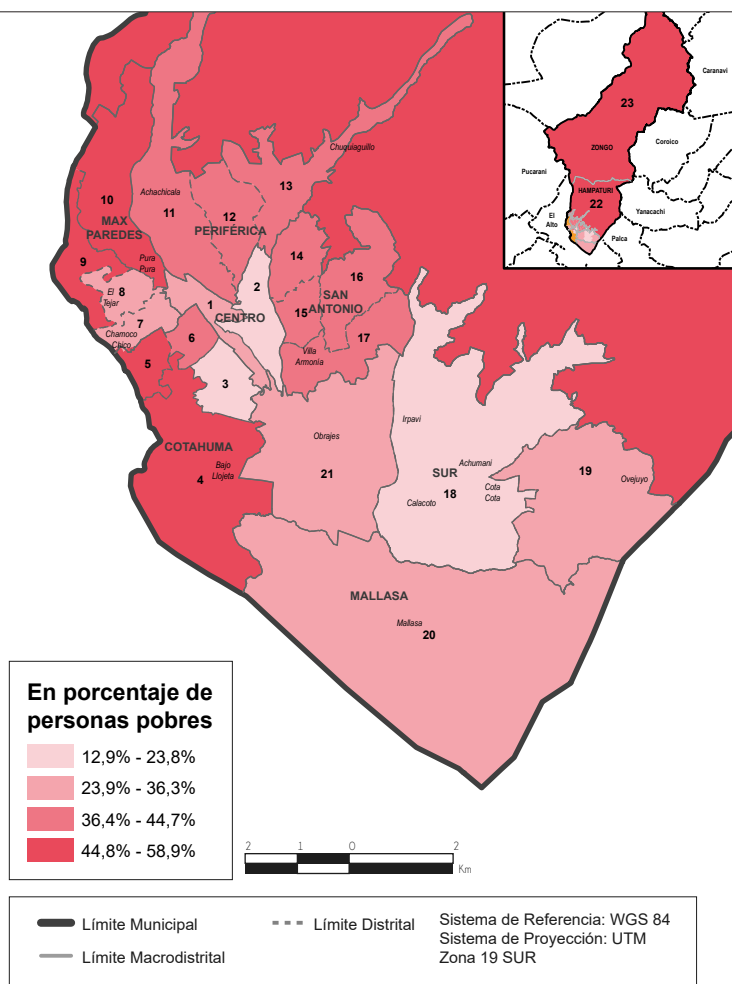 Caranavi
23
ZONGO
Coroico
Pucarani
HAMPATURI
22
El
Alto
Yanacachi
Palca
Chuquiaguillo
13
10
Achachicala
11
12
MAX
PAREDES
PERIFÉRICA
14
9
Pura
Pura
2
16
8
El
Tejar
SAN
ANTONIO
1
15
CENTRO
7
Chamoco
Chico
6
17
Villa
Armonia
5
3
Irpavi
Obrajes
COTAHUMA
Bajo
Llojeta
4
21
SUR
Achumani
18
Calacoto
Cota
Cota
19
Ovejuyo
MALLASA
Mallasa
20
En porcentaje de
personas pobres
12,9% - 23,8%
23,9% - 36,3%
36,4% - 44,7%
44,8% - 58,9%
2 1 0 2
Km
Límite Municipal
Límite Distrital
Límite Macrodistrital
Sistema de Referencia: WGS 84
Sistema de Proyección: UTM
Zona 19 SUR